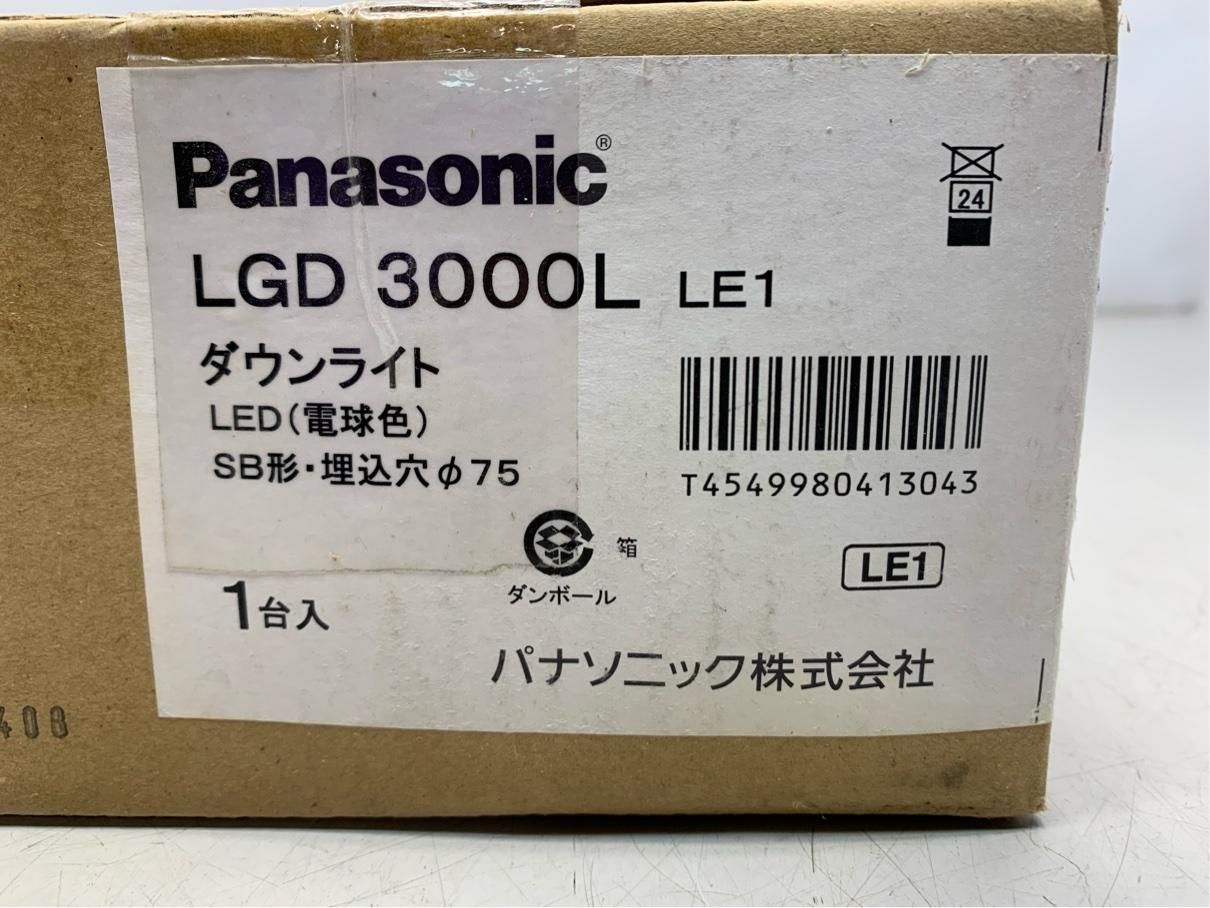 Panasonic®
24
LGD 3000L LE1
ダウンライト
LED(電球色)
SB形・埋込穴φ75
T4549980413043
箱
ダンボール
LE1
1台入
パナソニック株式会社
408